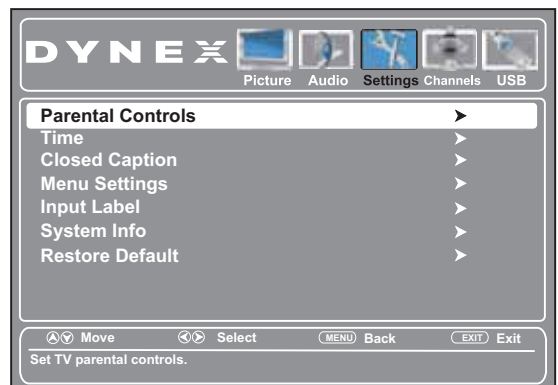 DYNEX
Picture Audio Settings Channels USB
Parental Controls
Time
Closed Caption
Menu Settings
Input Label
System Info
Restore Default
Move Select MENU Back EXIT Exit
Set TV parental controls.